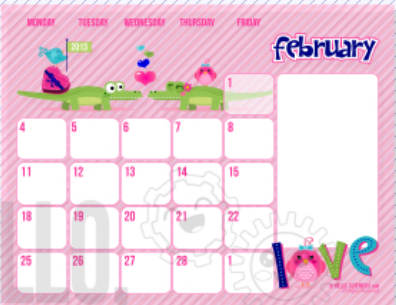 MONDAY TUESDAY WEDNESDAY THURSDAY FRIDAY
february
2013
1
4 5 6 7 8
11 12 13 14 15
18 19 20 21 22
25 26 27 28 1
LLO.
love